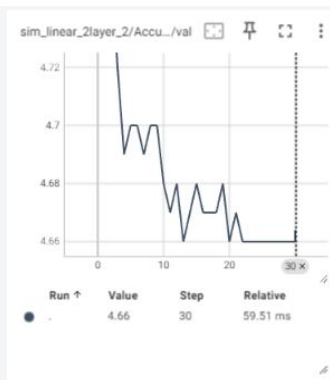 sim_linear_2layer_2/Accu.../val
4.72
4.7
4.68
4.66
0 10 20 30 ×
Run ↑ Value Step Relative
. 4.66 30 59.51 ms